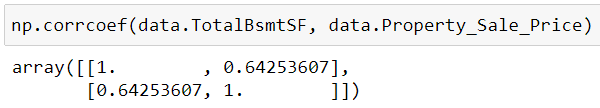 np.corrcoef(data.TotalBsmtSF, data.Property_Sale_Price)
array([[1.        , 0.64253607],
       [0.64253607, 1.        ]])